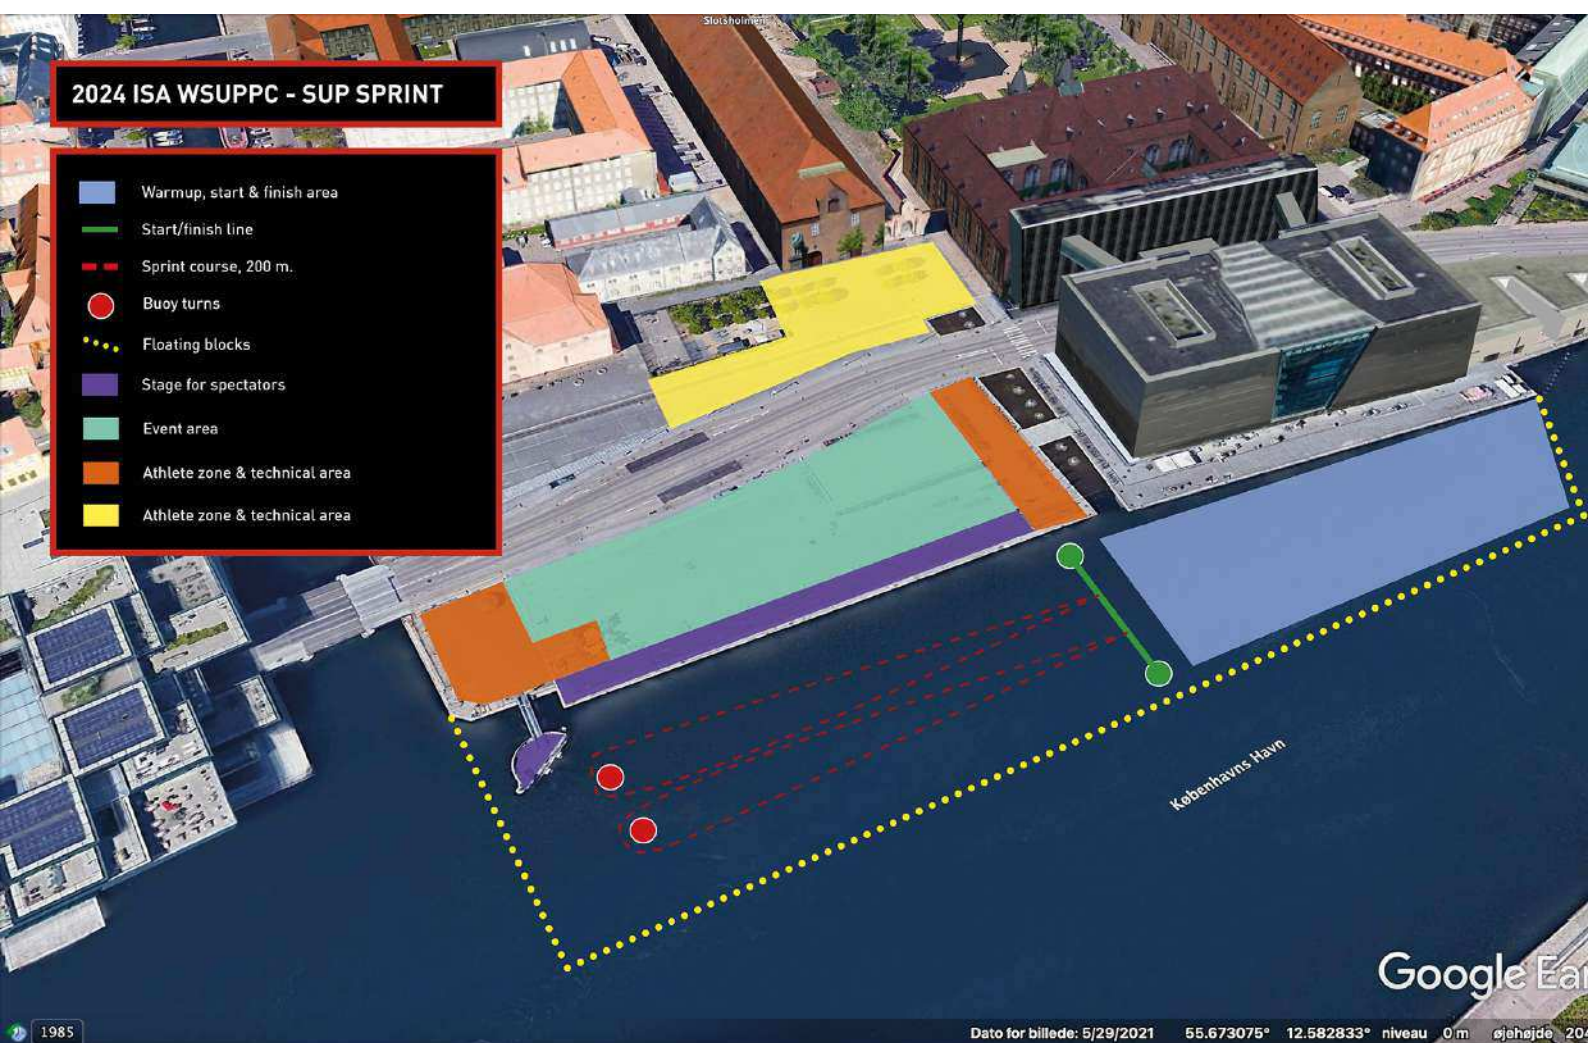 Slotsholmen
2024 ISA WSUPPC - SUP SPRINT
Warmup, start & finish area
Start/finish line
Sprint course, 200 m.
Buoy turns
Floating blocks
Stage for spectators
Event area
Athlete zone & technical area
Athlete zone & technical area
Københavns Havn
Google Ear
1985
Dato for billede: 5/29/2021 55.673075° 12.582833° niveau 0 m øjehøjde 204